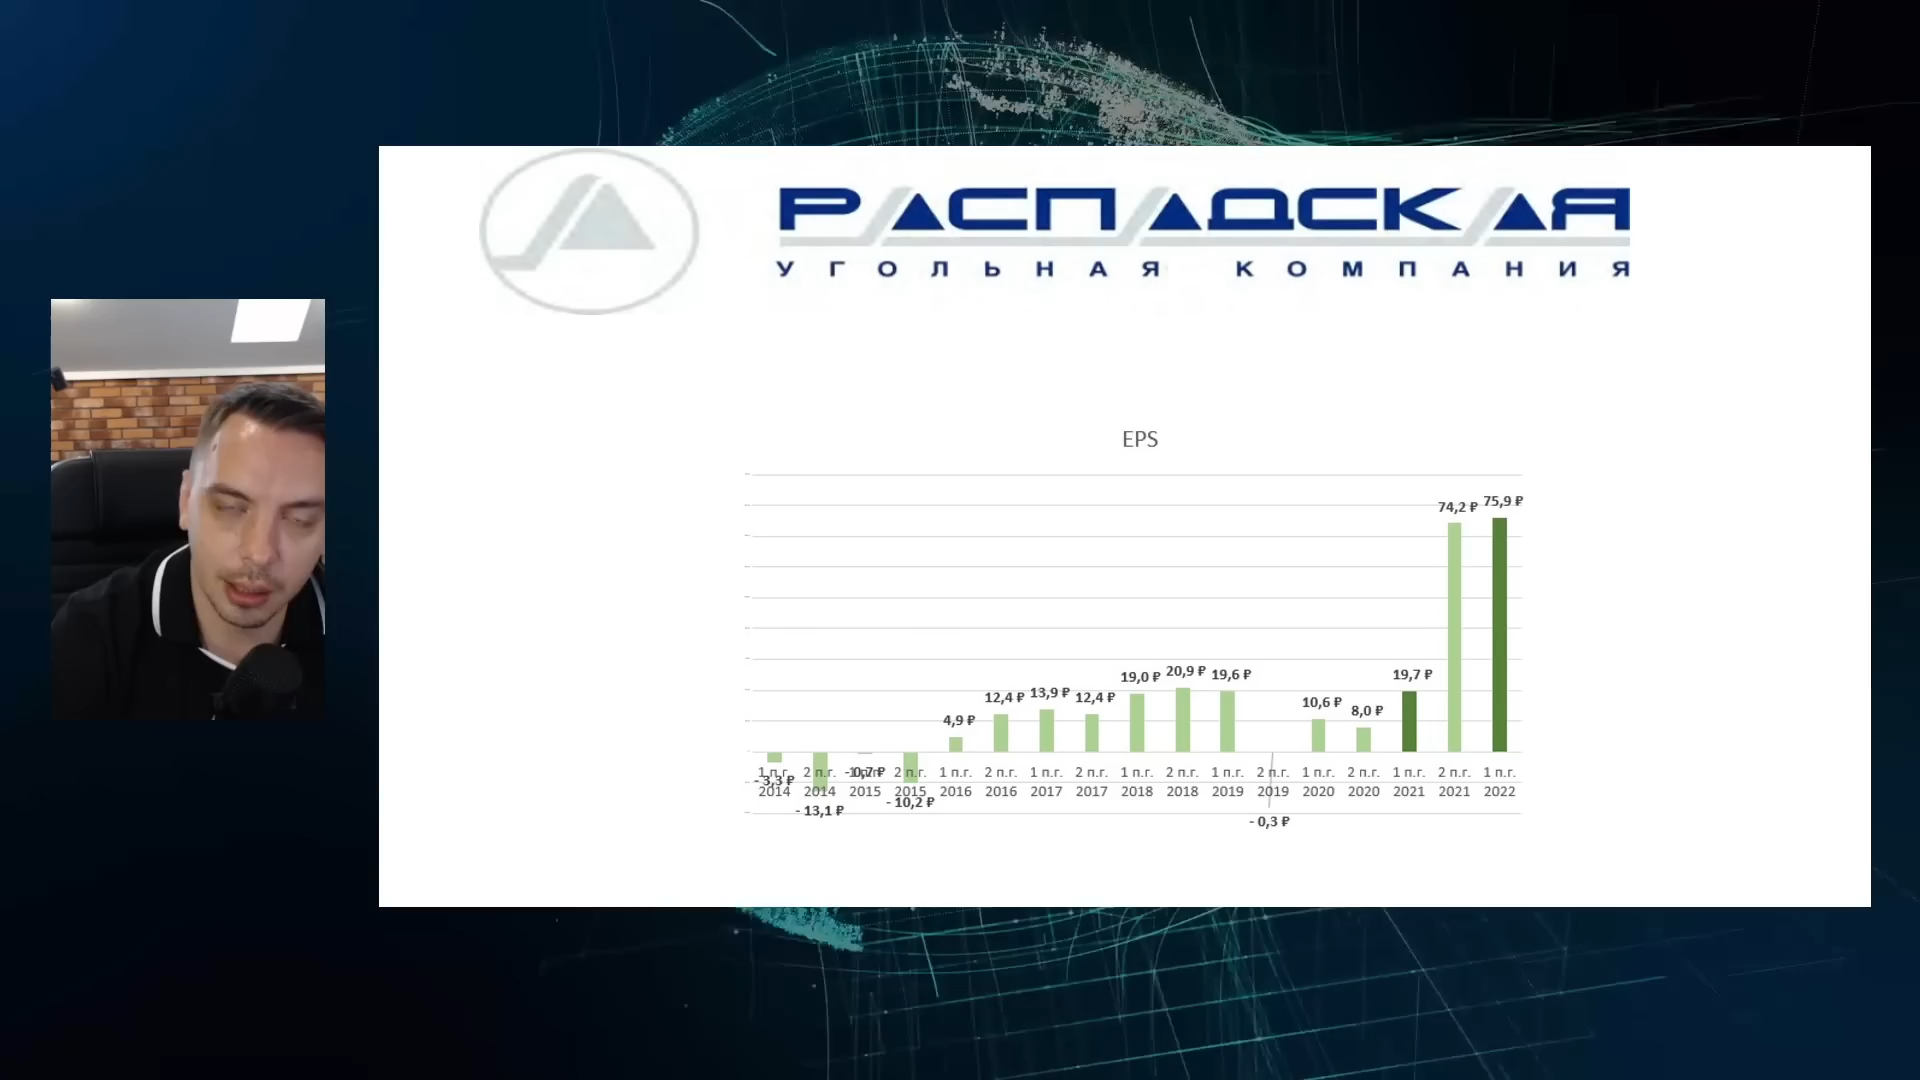 РАСПАДСКАЯ
УГОЛЬНАЯ КОМПАНИЯ
EPS
74,2 ₽ 75,9 ₽
19,0 ₽ 20,9 ₽ 19,6 ₽ 19,7 ₽
4,9 ₽ 12,4 ₽ 13,9 ₽ 12,4 ₽ 10,6 ₽ 8,0 ₽
1 п.г. 2 п.г. 1 п.г. 2 п.г. 1 п.г. 2 п.г. 1 п.г. 2 п.г. 1 п.г. 2 п.г. 1 п.г. 2 п.г. 1 п.г. 2 п.г. 1 п.г. 2 п.г. 1 п.г.
2014 2014 2015 2015 2016 2016 2017 2017 2018 2018 2019 2019 2020 2020 2021 2021 2022
- 3,3 ₽ - 13,1 ₽ - 0,7 ₽ - 10,2 ₽ - 0,3 ₽